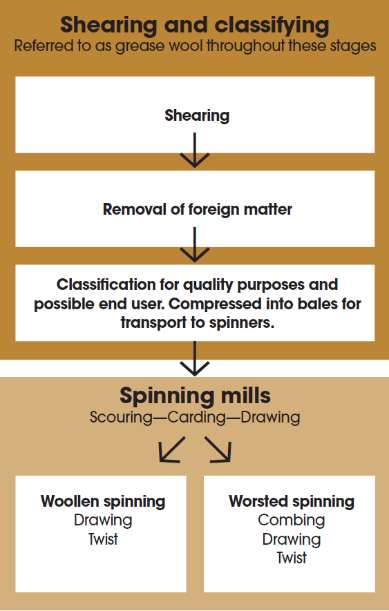 Shearing and classifying
Referred to as grease wool throughout these stages
Shearing
Removal of foreign matter
Classification for quality purposes and
possible end user. Compressed into bales for
transport to spinners.
Spinning mills
Scouring—Carding—Drawing
Woollen spinning
Drawing
Twist
Worsted spinning
Combing
Drawing
Twist